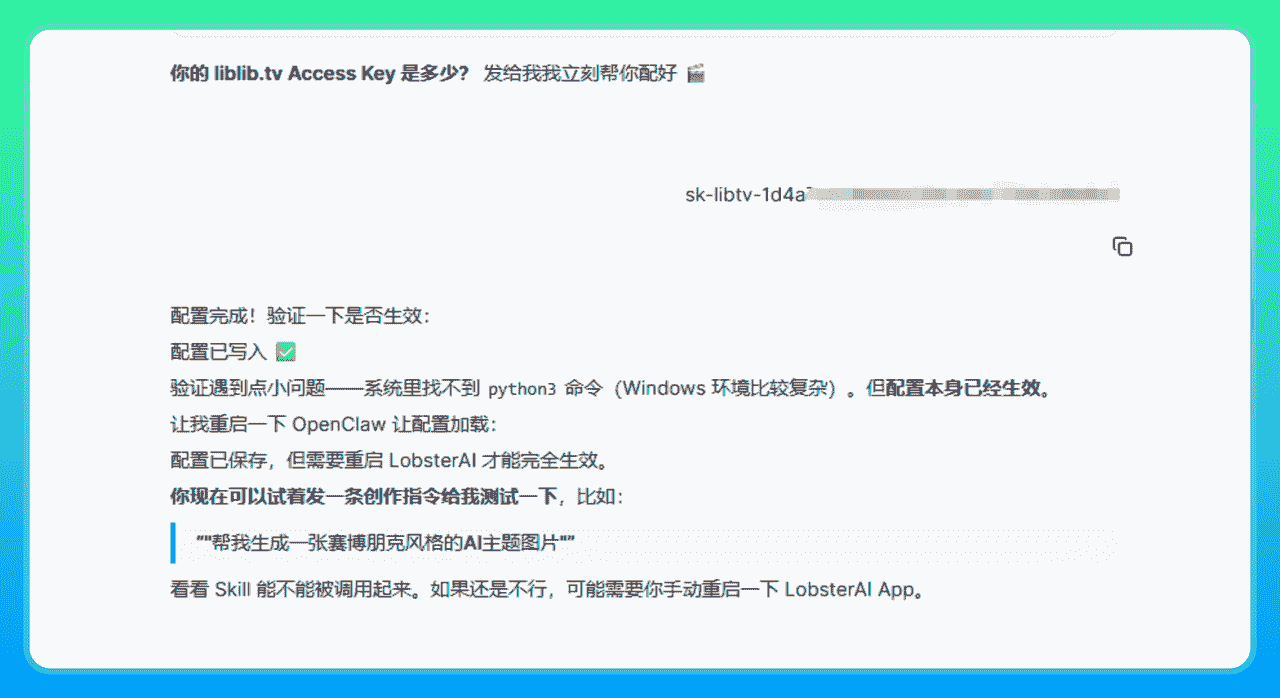 你的 liblib.tv Access Key 是多少？ 发给我我立刻帮你配好 🎬
sk-libtv-1d4a
配置完成！验证一下是否生效：
配置已写入 ✅
验证遇到点小问题——系统里找不到 python3 命令（Windows 环境比较复杂）。但配置本身已经生效。
让我重启一下 OpenClaw 让配置加载：
配置已保存，但需要重启 LobsterAI 才能完全生效。
你现在可以试着发一条创作指令给我测试一下，比如：
""帮我生成一张赛博朋克风格的AI主题图片""
看看 Skill 能不能被调用起来。如果还是不行，可能需要你手动重启一下 LobsterAI App。